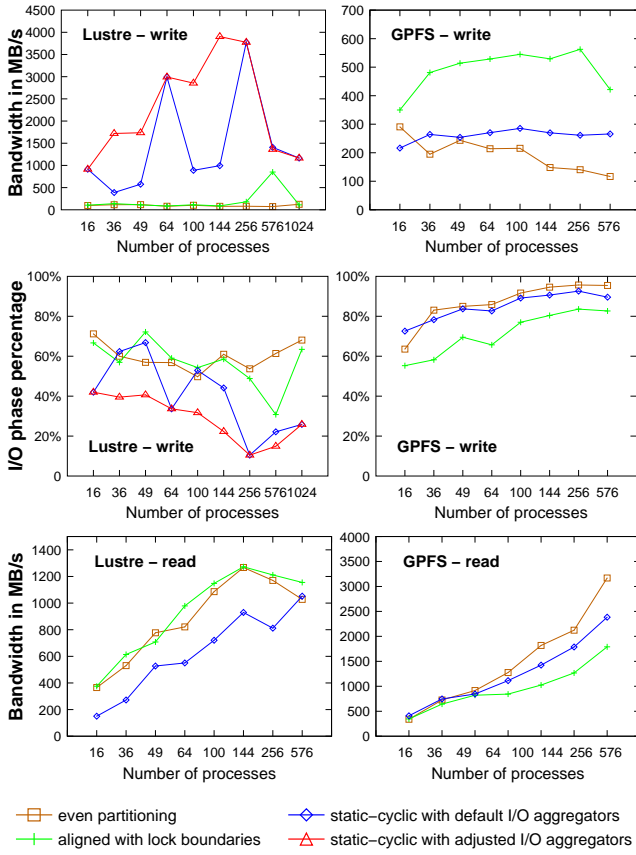 Lustre – write
Bandwidth in MB/s
4500
4000
3500
3000
2500
2000
1500
1000
500
0
16 36 49 64 100 144 256 576 1024
Number of processes
GPFS – write
700
600
500
400
300
200
100
0
16 36 49 64 100 144 256 576
Number of processes
I/O phase percentage
100%
80%
60%
40%
20%
0
Lustre – write
16 36 49 64 100 144 256 576 1024
Number of processes
100%
80%
60%
40%
20%
0
GPFS – write
16 36 49 64 100 144 256 576
Number of processes
Lustre – read
Bandwidth in MB/s
1400
1200
1000
800
600
400
200
0
16 36 49 64 100 144 576
Number of processes
GPFS – read
4000
3500
3000
2500
2000
1500
1000
500
0
16 36 49 64 100 144 256 576
Number of processes
even partitioning
static–cyclic with default I/O aggregators
aligned with lock boundaries
static–cyclic with adjusted I/O aggregators